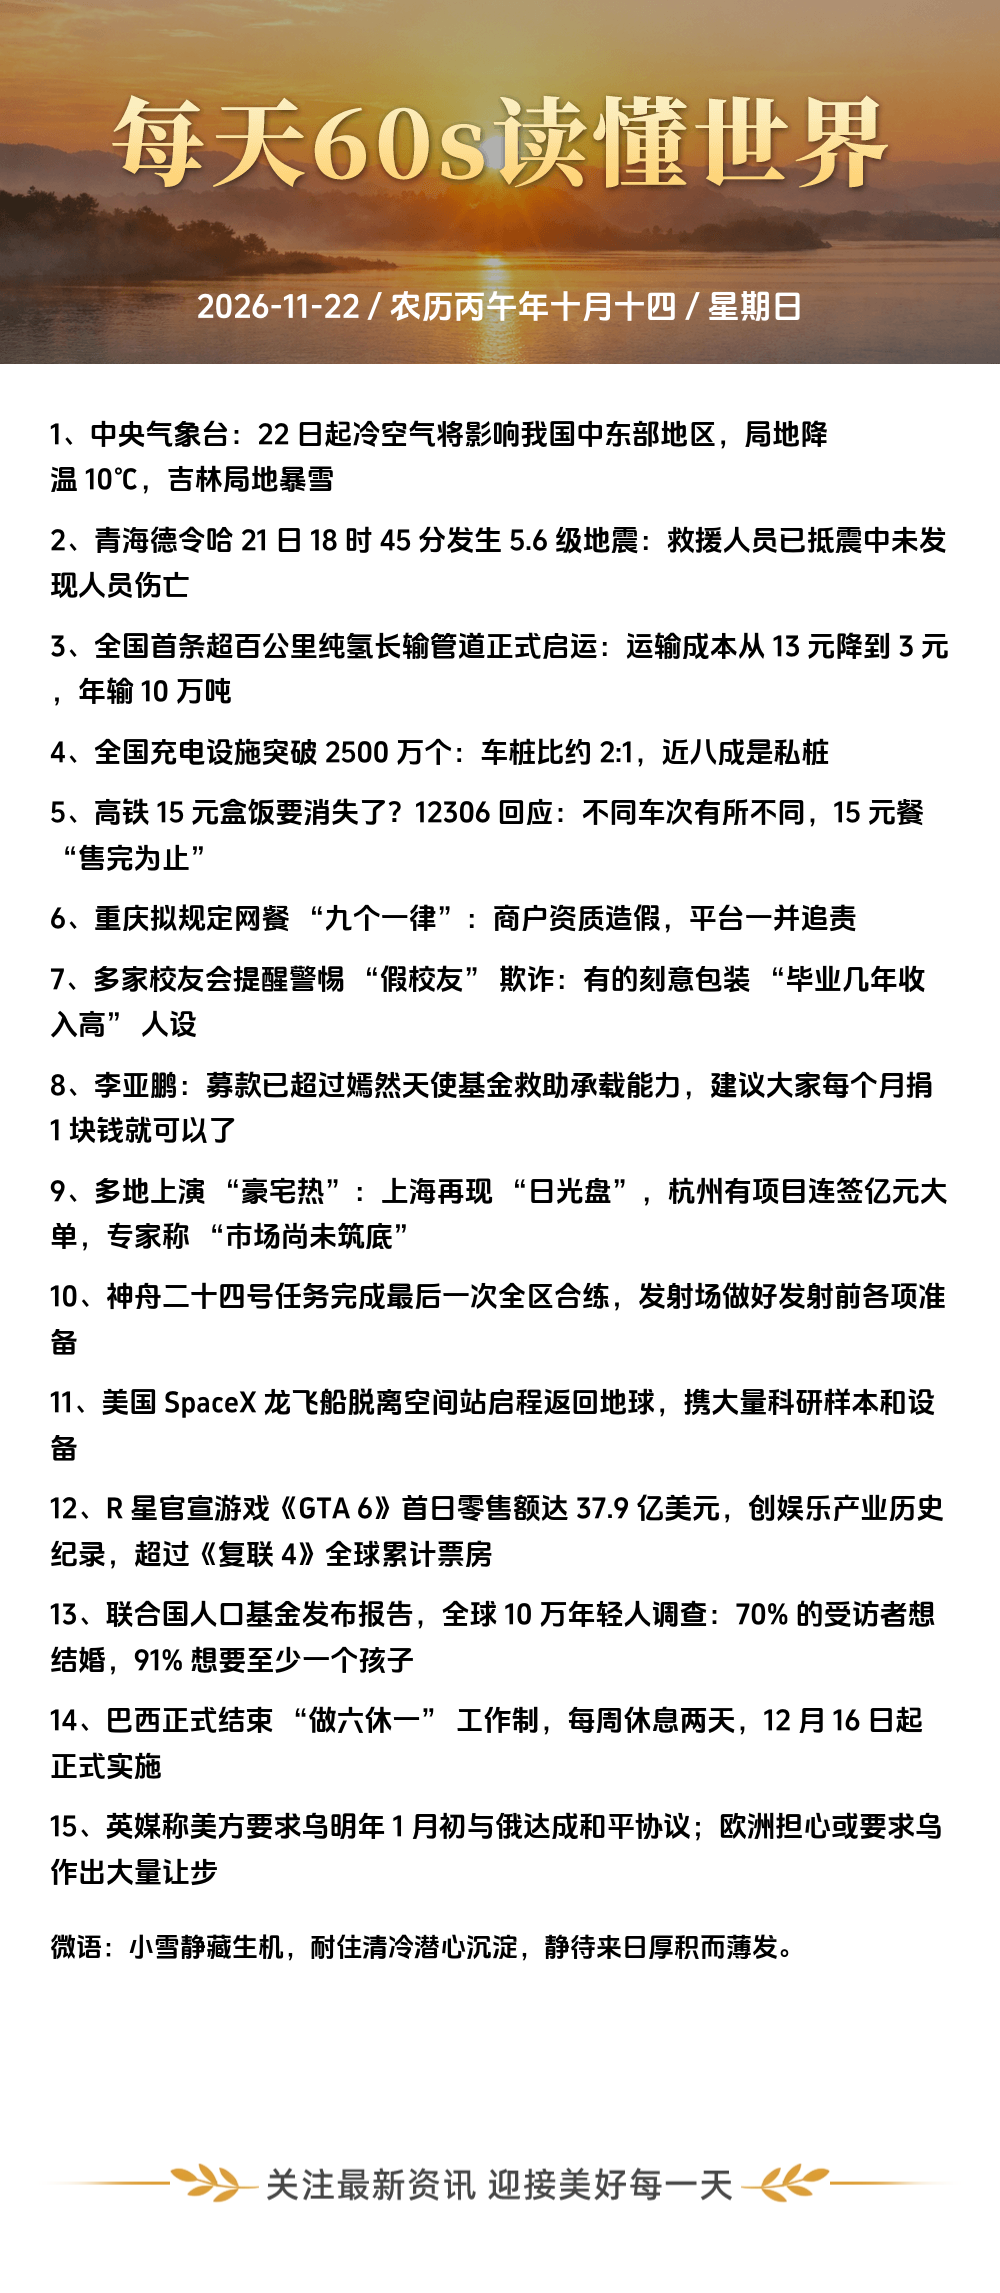 每天60s读懂世界
2026-11-22 / 农历丙午年十月十四 / 星期日
1、中央气象台：22 日起冷空气将影响我国中东部地区，局地降
温 10℃，吉林局地暴雪
2、青海德令哈 21 日 18 时 45 分发生 5.6 级地震：救援人员已抵震中未发
现人员伤亡
3、全国首条超百公里纯氢长输管道正式启运：运输成本从 13 元降到 3 元
，年输 10 万吨
4、全国充电设施突破 2500 万个：车桩比约 2:1，近八成是私桩
5、高铁 15 元盒饭要消失了？12306 回应：不同车次有所不同，15 元餐
“售完为止”
6、重庆拟规定网餐 “九个一律” ：商户资质造假，平台一并追责
7、多家校友会提醒警惕 “假校友” 欺诈：有的刻意包装 “毕业几年收
入高” 人设
8、李亚鹏：募款已超过嫣然天使基金救助承载能力，建议大家每个月捐
1 块钱就可以了
9、多地上演 “豪宅热” ：上海再现 “日光盘” ，杭州有项目连签亿元大
单，专家称 “市场尚未筑底”
10、神舟二十四号任务完成最后一次全区合练，发射场做好发射前各项准
备
11、美国 SpaceX 龙飞船脱离空间站启程返回地球，携大量科研样本和设
备
12、R 星官宣游戏《GTA 6》首日零售额达 37.9 亿美元，创娱乐产业历史
纪录，超过《复联 4》全球累计票房
13、联合国人口基金发布报告，全球 10 万年轻人调查：70% 的受访者想
结婚，91% 想要至少一个孩子
14、巴西正式结束 “做六休一” 工作制，每周休息两天，12 月 16 日起
正式实施
15、英媒称美方要求乌明年 1 月初与俄达成和平协议；欧洲担心或要求乌
作出大量让步
微语：小雪静藏生机，耐住清冷潜心沉淀，静待来日厚积而薄发。
关注最新资讯 迎接美好每一天